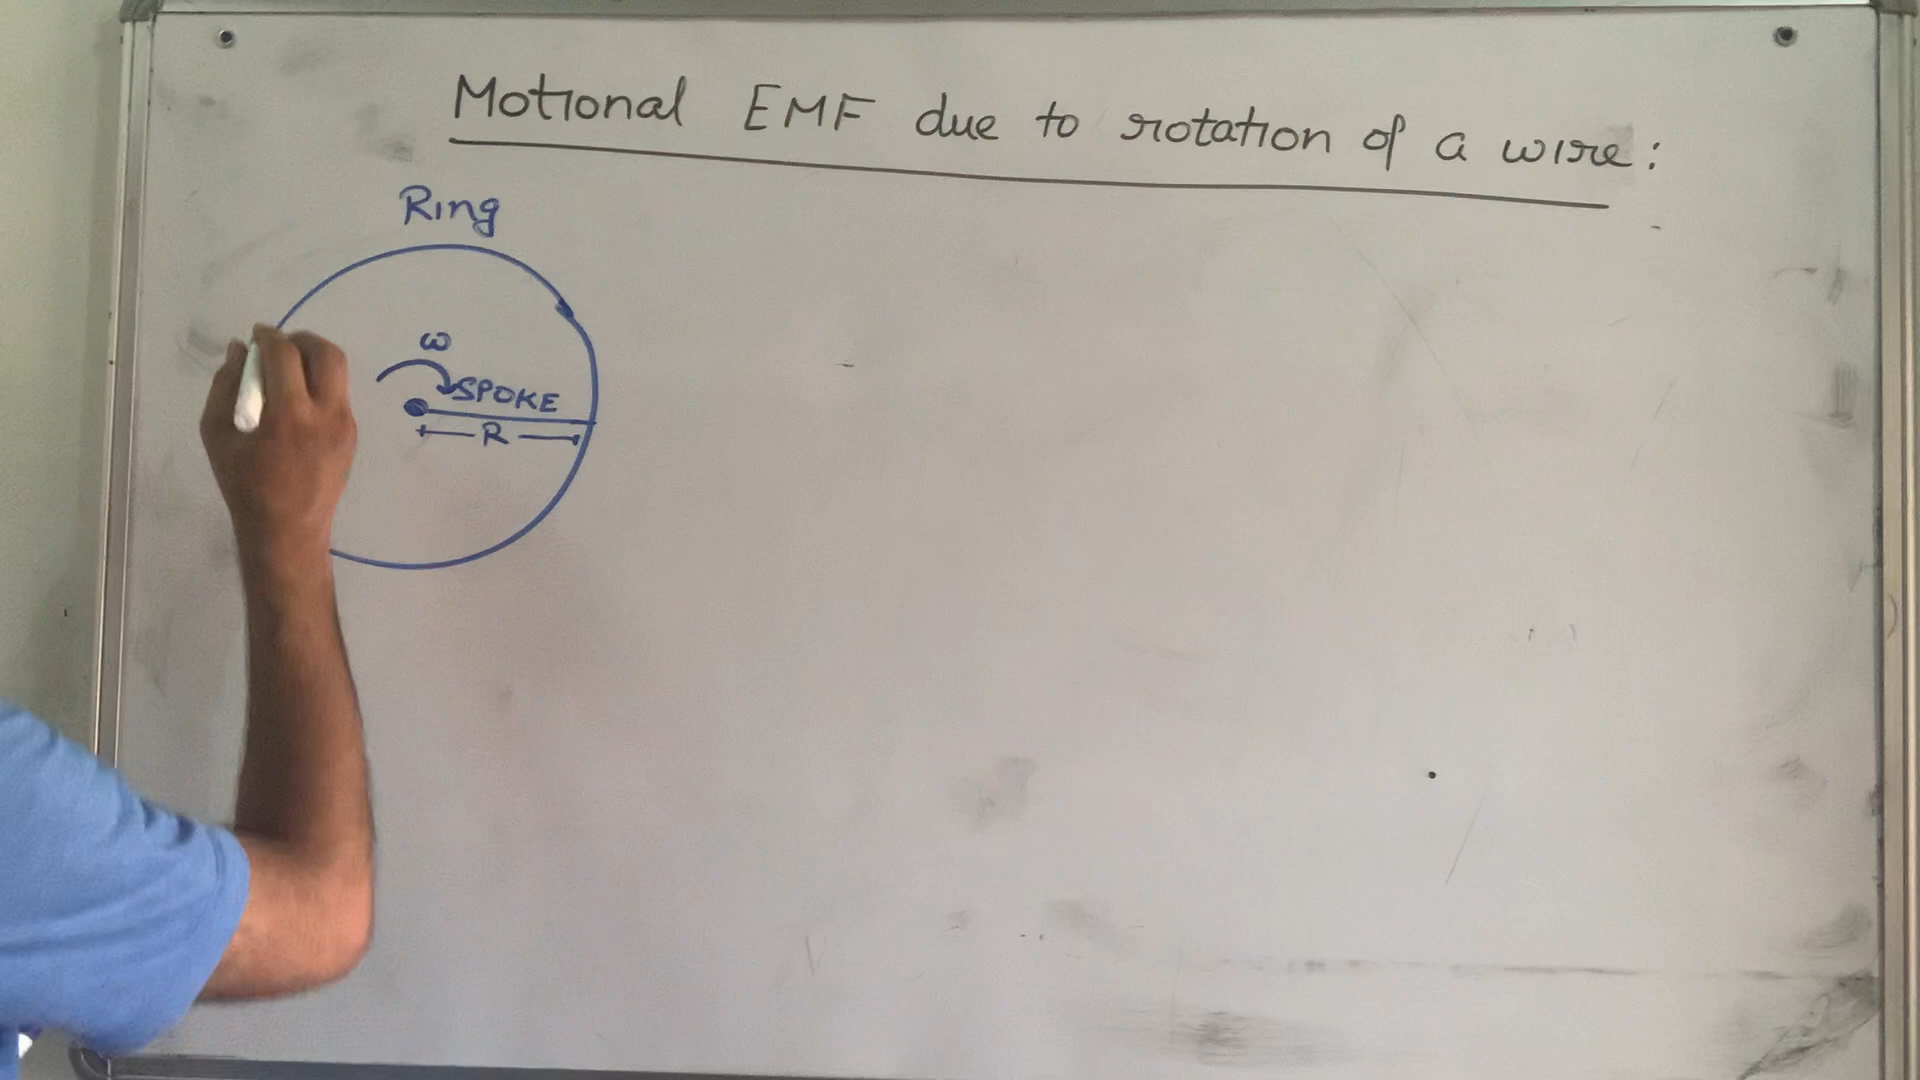 Motional EMF due to rotation of a wire:
Ring
ω
SPOKE
R